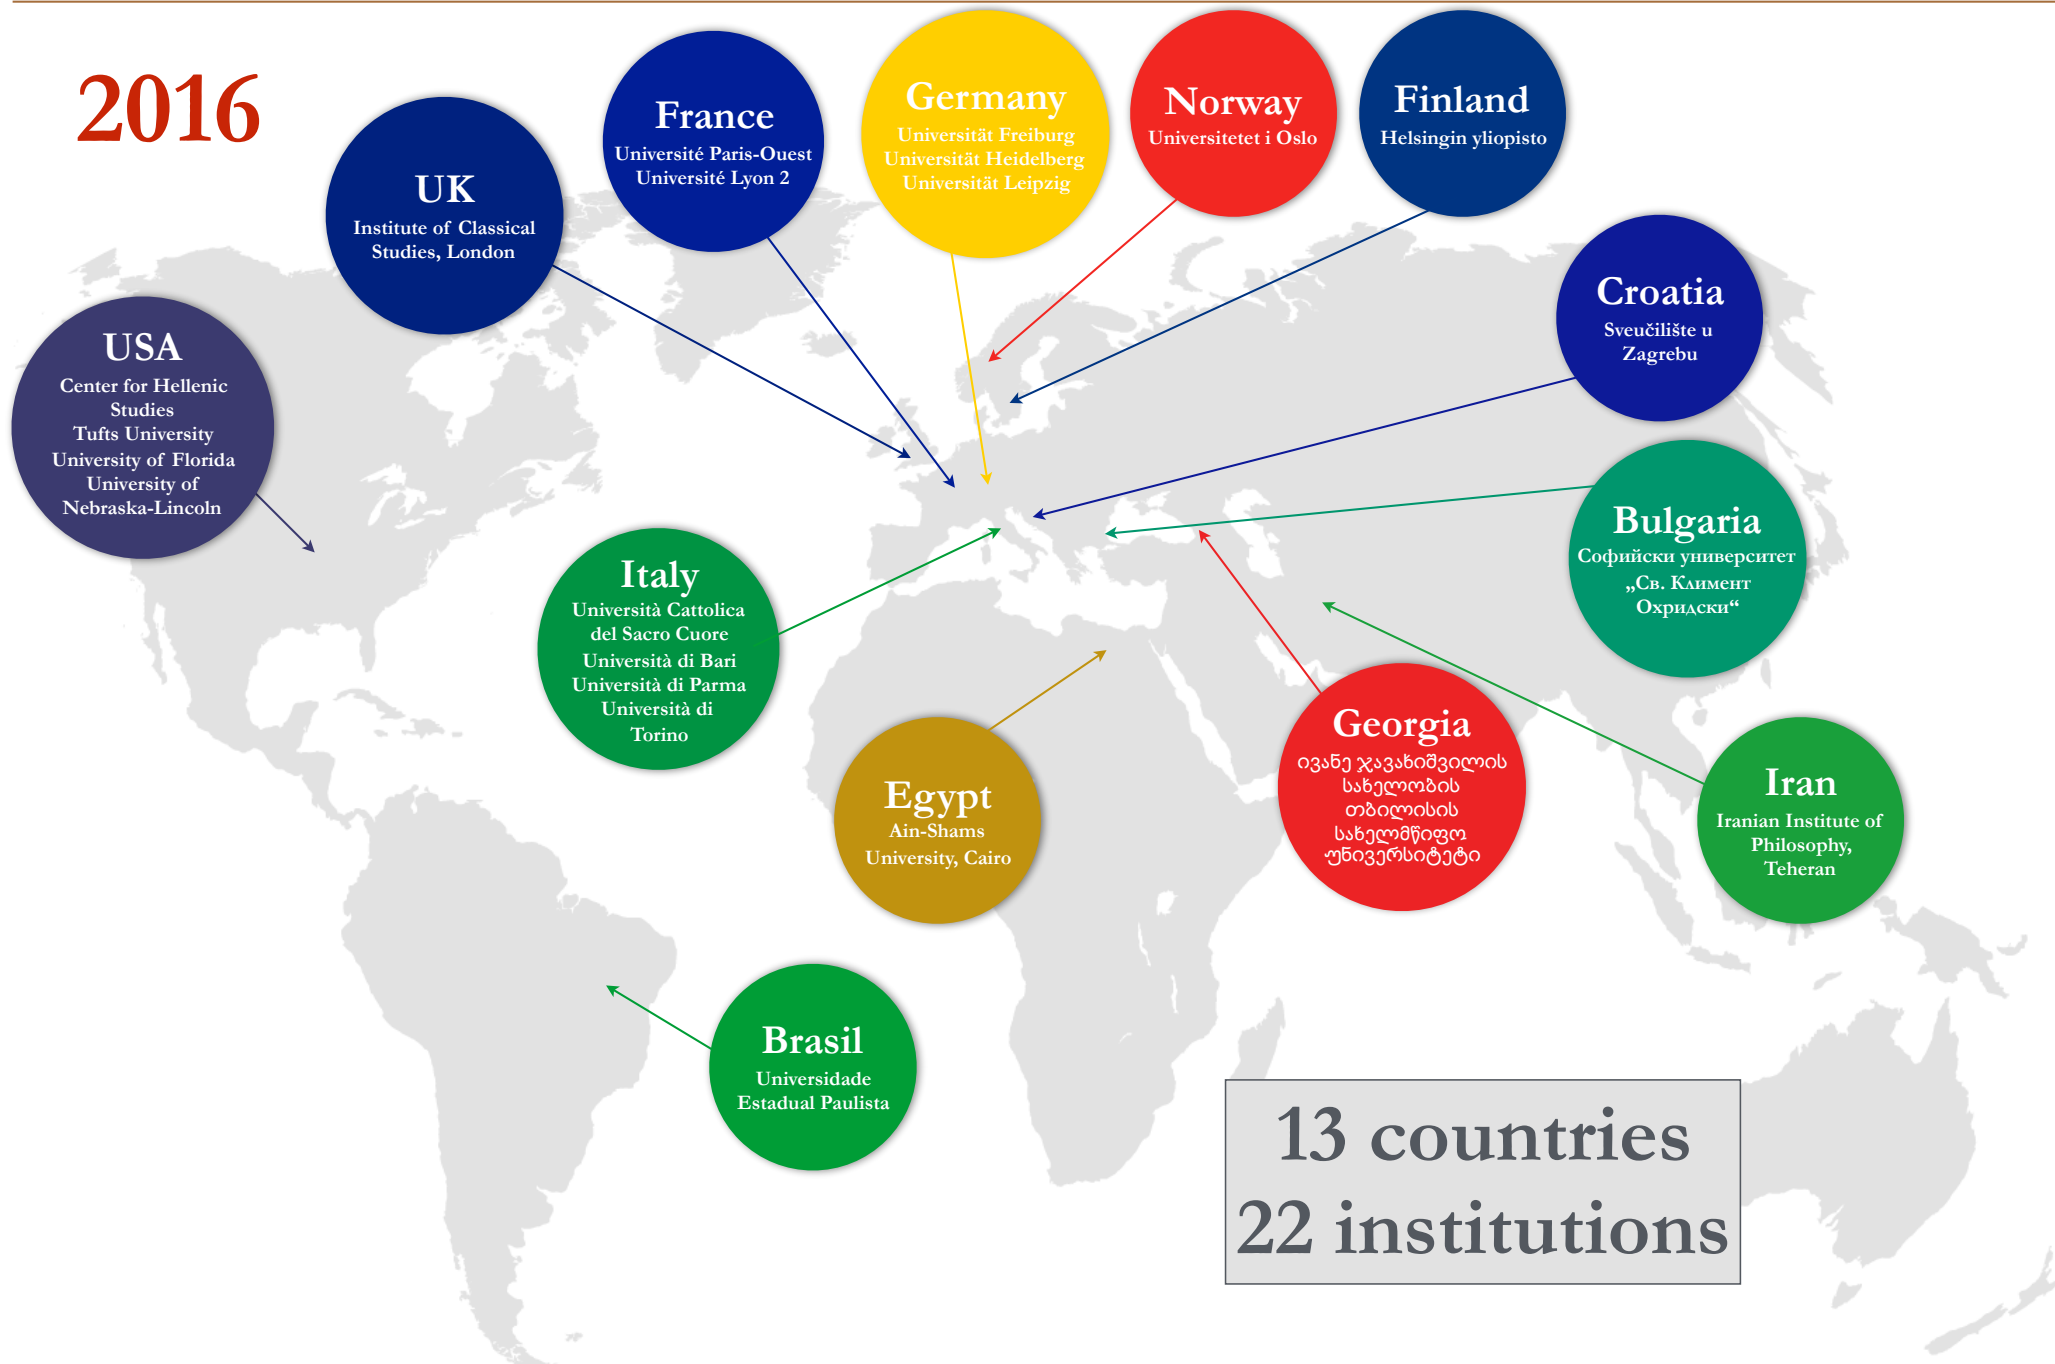 2016
UK
Institute of Classical
Studies, London
France
Université Paris-Ouest
Université Lyon 2
Germany
Universität Freiburg
Universität Heidelberg
Universität Leipzig
Norway
Universitetet i Oslo
Finland
Helsingin yliopisto
Croatia
Sveučilište u
Zagrebu
USA
Center for Hellenic
Studies
Tufts University
University of Florida
University of
Nebraska-Lincoln
Italy
Università Cattolica
del Sacro Cuore
Università di Bari
Università di Parma
Università di
Torino
Bulgaria
Софийски университет
„Св. Климент
Охридски“
Egypt
Ain-Shams
University, Cairo
Georgia
ივანე ჯავახიშვილის
სახელობის
თბილისის
სახელმწიფო
უნივერსიტეტი
Iran
Iranian Institute of
Philosophy,
Teheran
Brasil
Universidade
Estadual Paulista
13 countries
22 institutions